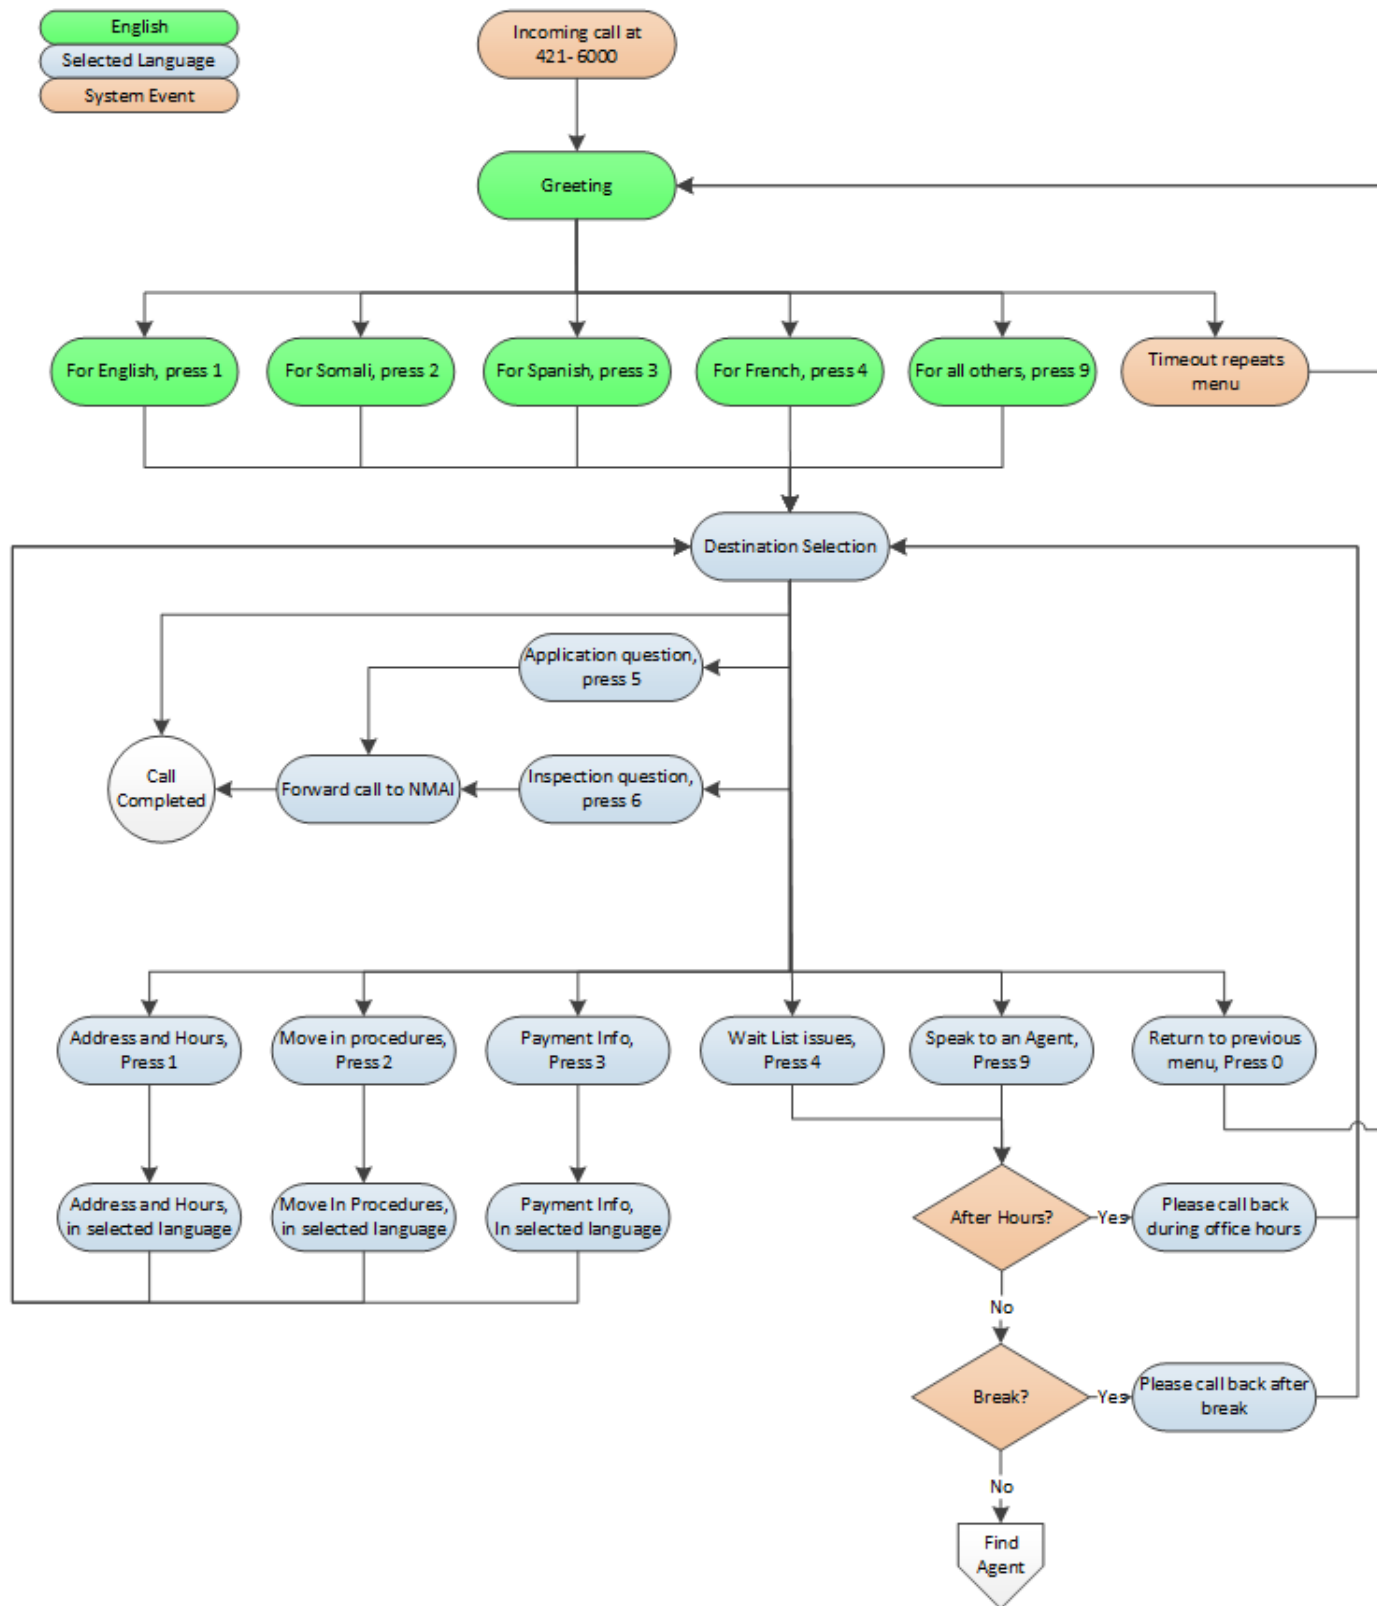 English
Selected Language
System Event
Incoming call at
421- 6000
Greeting
For English, press 1
For Somali, press 2
For Spanish, press 3
For French, press 4
For all others, press 9
Timeout repeats
menu
Destination Selection
Application question,
press 5
Call
Completed
Forward call to NMAI
Inspection question,
press 6
Address and Hours,
Press 1
Move in procedures,
Press 2
Payment Info,
Press 3
Wait List issues,
Press 4
Speak to an Agent,
Press 9
Return to previous
menu, Press 0
Address and Hours,
in selected language
Move In Procedures,
in selected language
Payment Info,
In selected language
After Hours?
Yes
Please call back
during office hours
No
Break?
Yes
Please call back after
break
No
Find
Agent